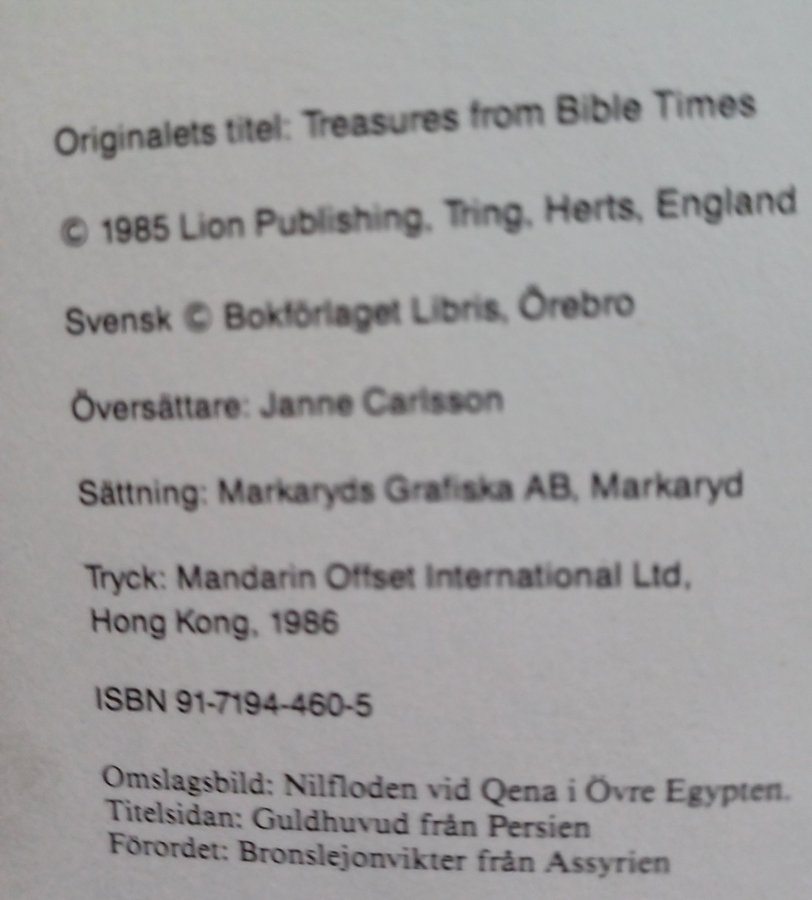 Originalets titel: Treasures from Bible Times
© 1985 Lion Publishing, Tring, Herts, England
Svensk © Bokförlaget Libris, Örebro
Översättare: Janne Carlsson
Sättning: Markaryds Grafiska AB, Markaryd
Tryck: Mandarin Offset International Ltd,
Hong Kong, 1986
ISBN 91-7194-460-5
Omslagsbild: Nilfloden vid Qena i Övre Egypten.
Titelsidan: Guldhuvud från Persien
Förordet: Bronslejonvikter från Assyrien